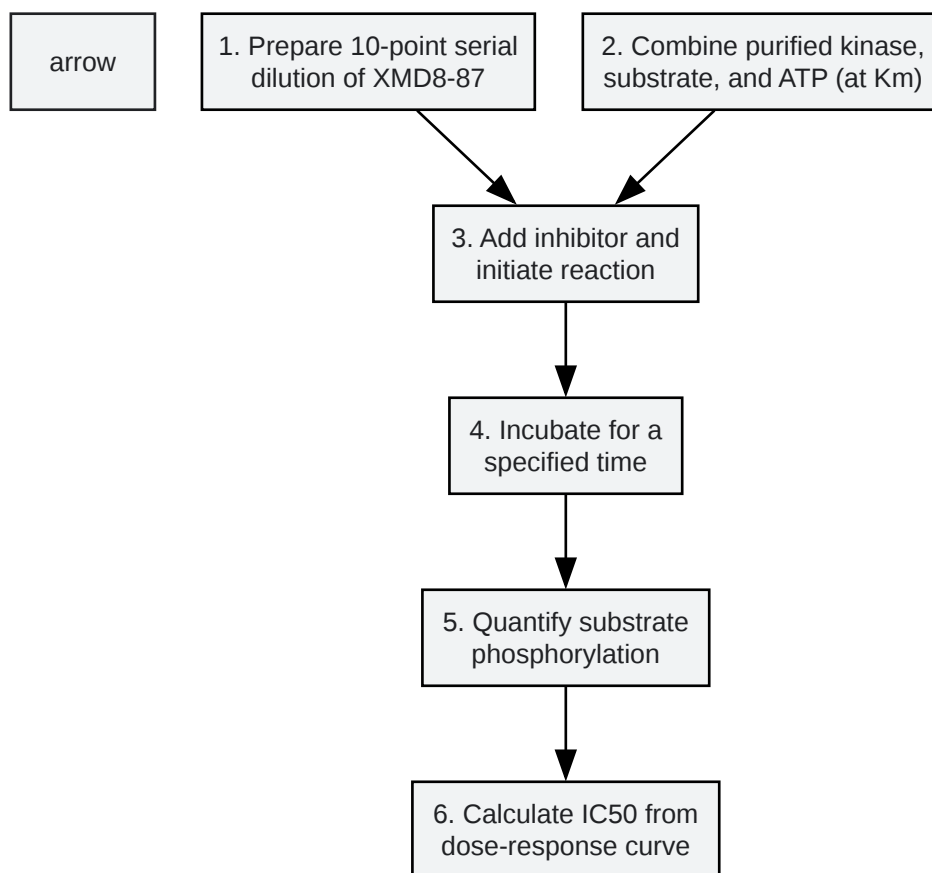 arrow
1. Prepare 10-point serial
dilution of XMD8-87
2. Combine purified kinase,
substrate, and ATP (at Km)
3. Add inhibitor and
initiate reaction
4. Incubate for a
specified time
5. Quantify substrate
phosphorylation
6. Calculate IC50 from
dose-response curve